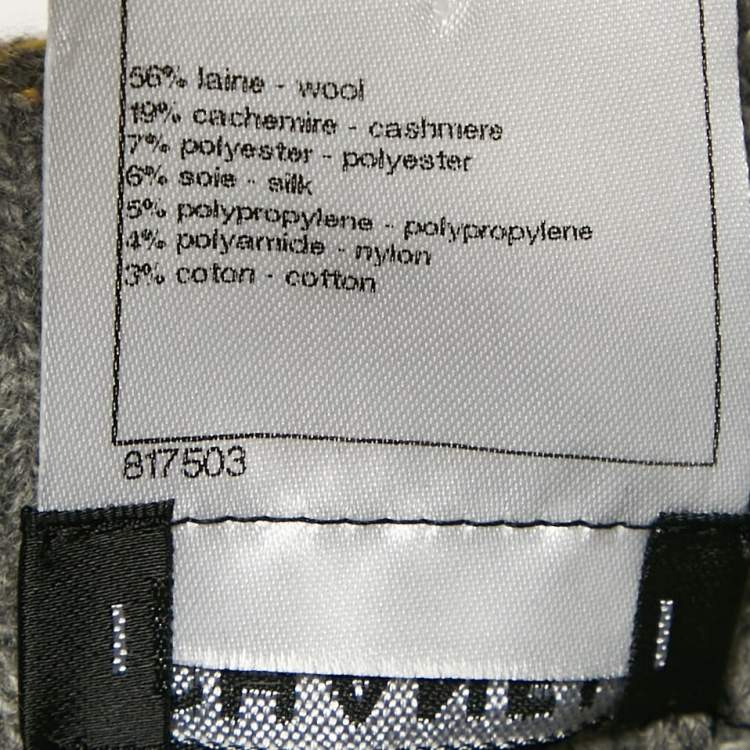 56% laine - wool
19% cachemire - cashmere
7% polyester - polyester
6% soie - silk
5% polypropylene - polypropylene
4% polyamide - nylon
3% coton - cotton
817503